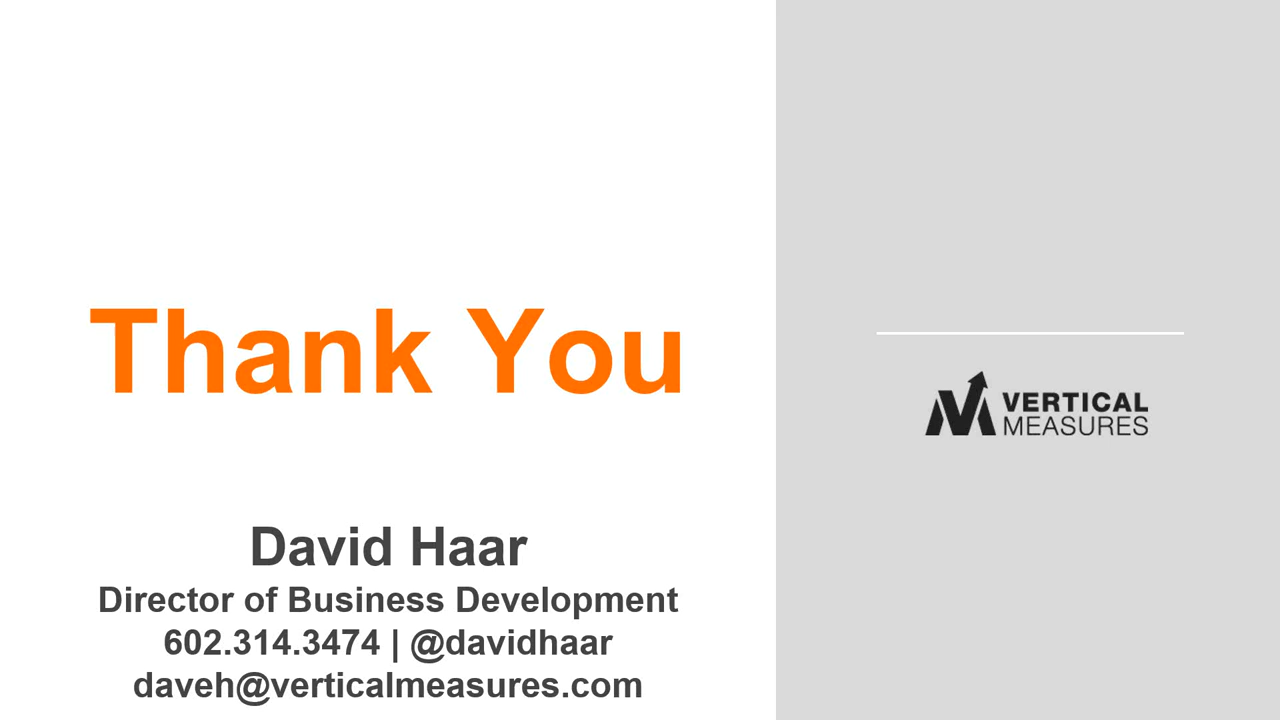 Thank You
David Haar
Director of Business Development
602.314.3474 | @davidhaar
daveh@verticalmeasures.com
VERTICAL
MEASURES